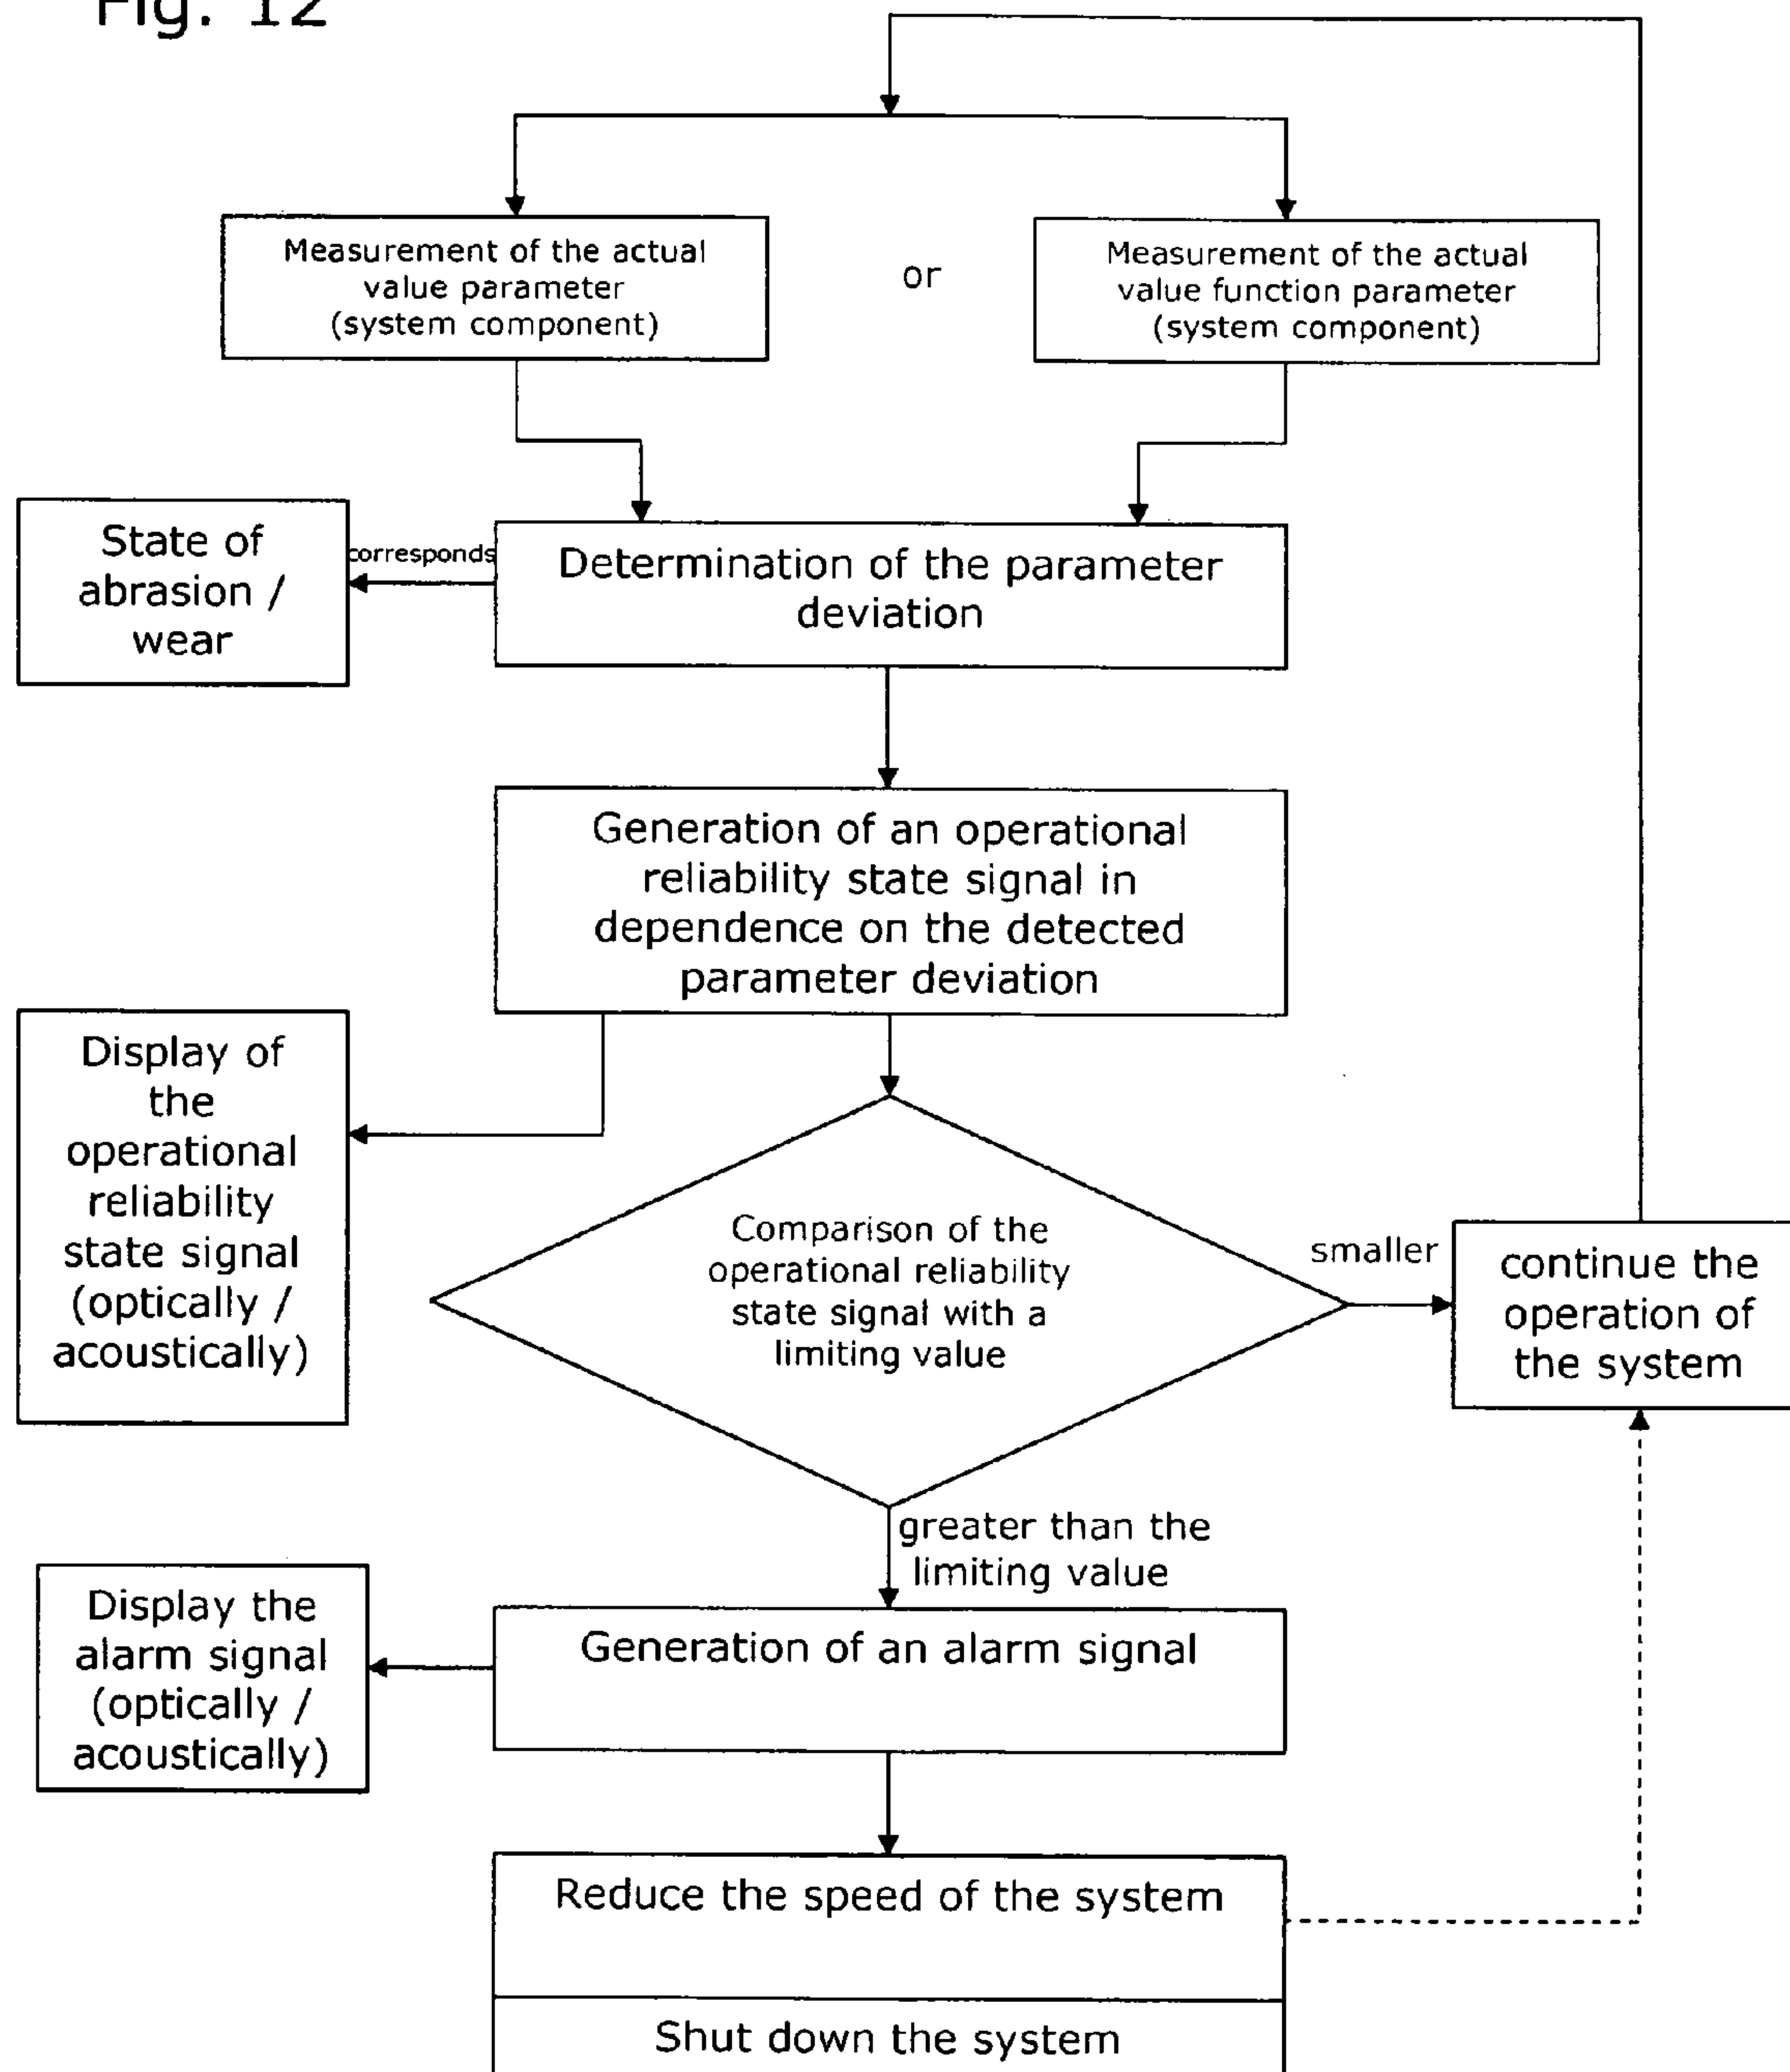 Fig. 12
Measurement of the actual
value parameter
(system component)
or
Measurement of the actual
value function parameter
(system component)
State of
abrasion /
wear
corresponds
Determination of the parameter
deviation
Generation of an operational
reliability state signal in
dependence on the detected
parameter deviation
Display of
the
operational
reliability
state signal
(optically /
acoustically)
Comparison of the
operational reliability
state signal with a
limiting value
smaller
continue the
operation of
the system
greater than the
limiting value
Display the
alarm signal
(optically /
acoustically)
Generation of an alarm signal
Reduce the speed of the system
Shut down the system